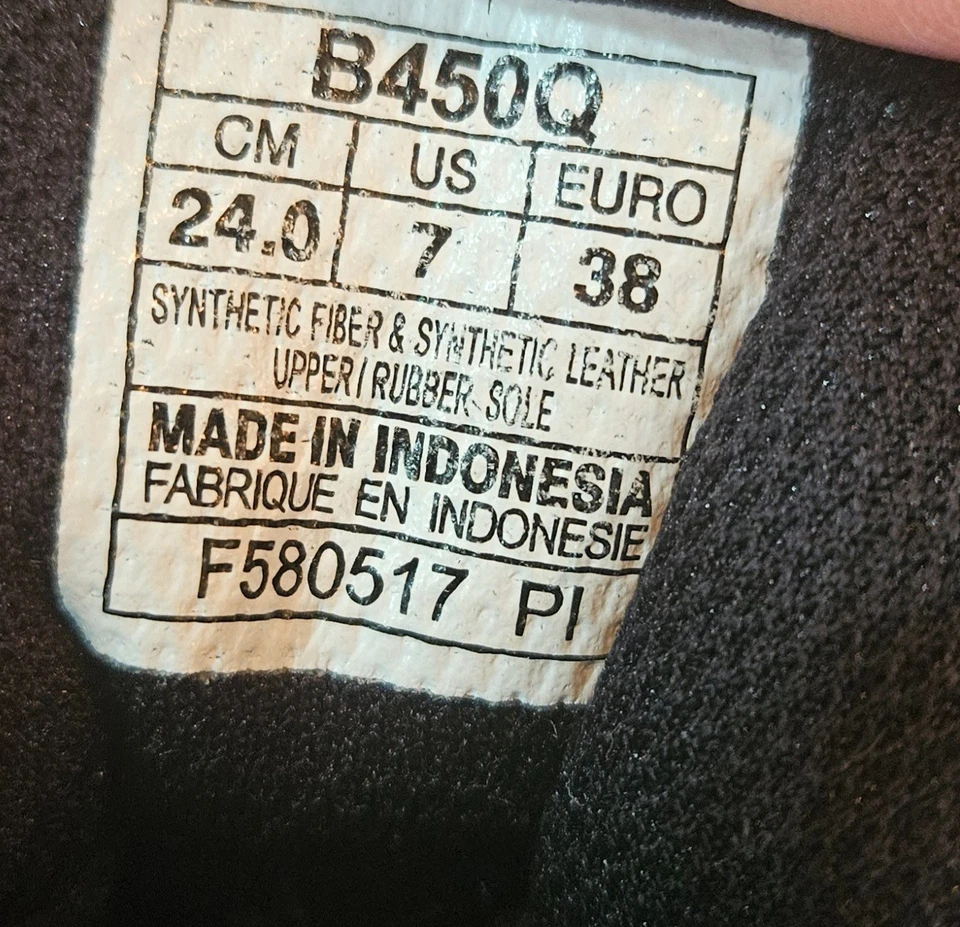 B450Q
CM US EURO
24.0 7 38
SYNTHETIC FIBER & SYNTHETIC LEATHER
UPPER / RUBBER SOLE
MADE IN INDONESIA
FABRIQUE EN INDONESIE
F580517 PI